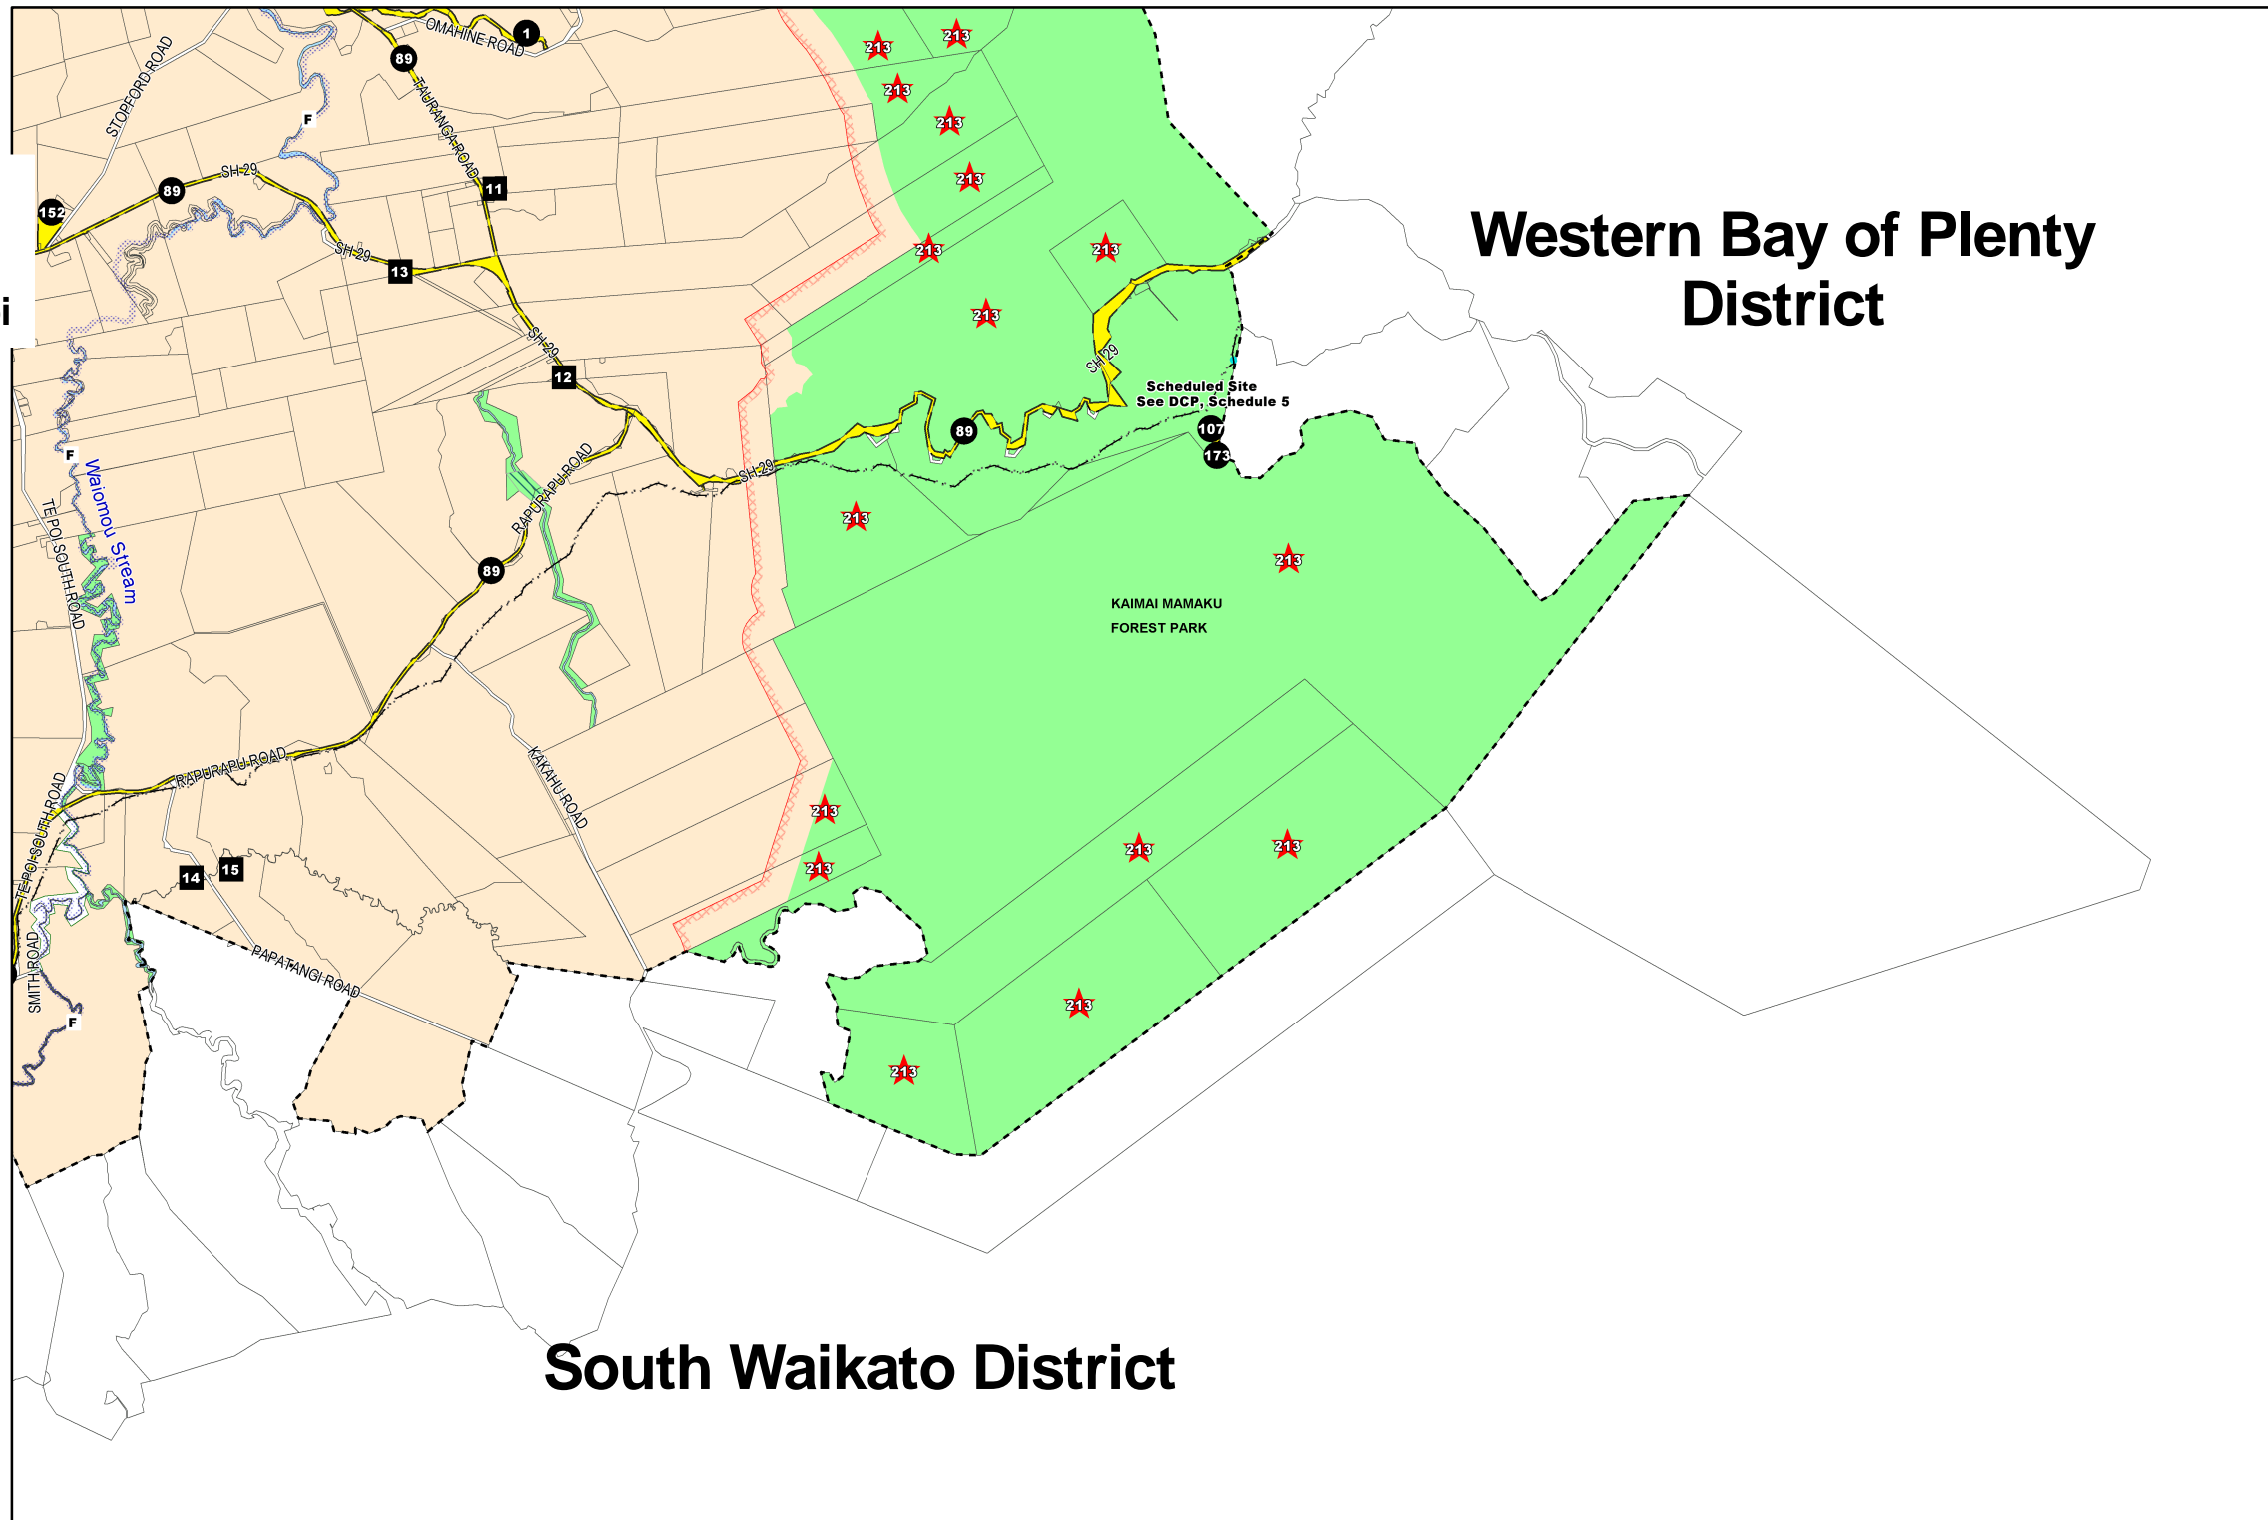 OMAHINE ROAD
1
213
213
89
STOPFORD ROAD
213
TAURANGA ROAD
F
213
SH 29
213
89
11
152
Western Bay of Plenty
District
SH 29
213
213
13
i
213
SH 29
SH 29
12
Scheduled Site
See DCP, Schedule 5
107
89
173
F
Waiomou Stream
RAPURAPU ROAD
SH 29
TE POI SOUTH ROAD
213
213
89
KAIMAI MAMAKU
FOREST PARK
RAPURAPU ROAD
KAKAHU ROAD
TE POI SOUTH ROAD
213
213
213
213
14
15
SMITH ROAD
PAPATANGI ROAD
213
F
213
South Waikato District